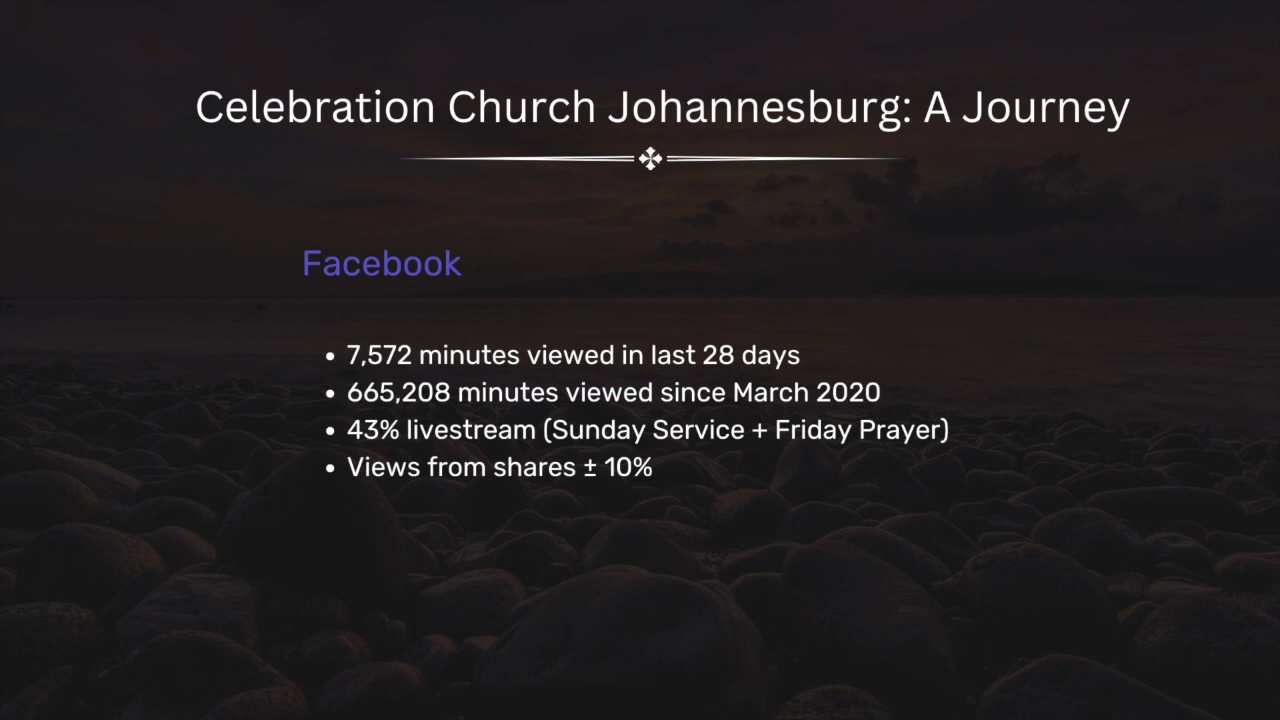 Celebration Church Johannesburg: A Journey
Facebook
• 7,572 minutes viewed in last 28 days
• 665,208 minutes viewed since March 2020
• 43% livestream (Sunday Service + Friday Prayer)
• Views from shares ± 10%